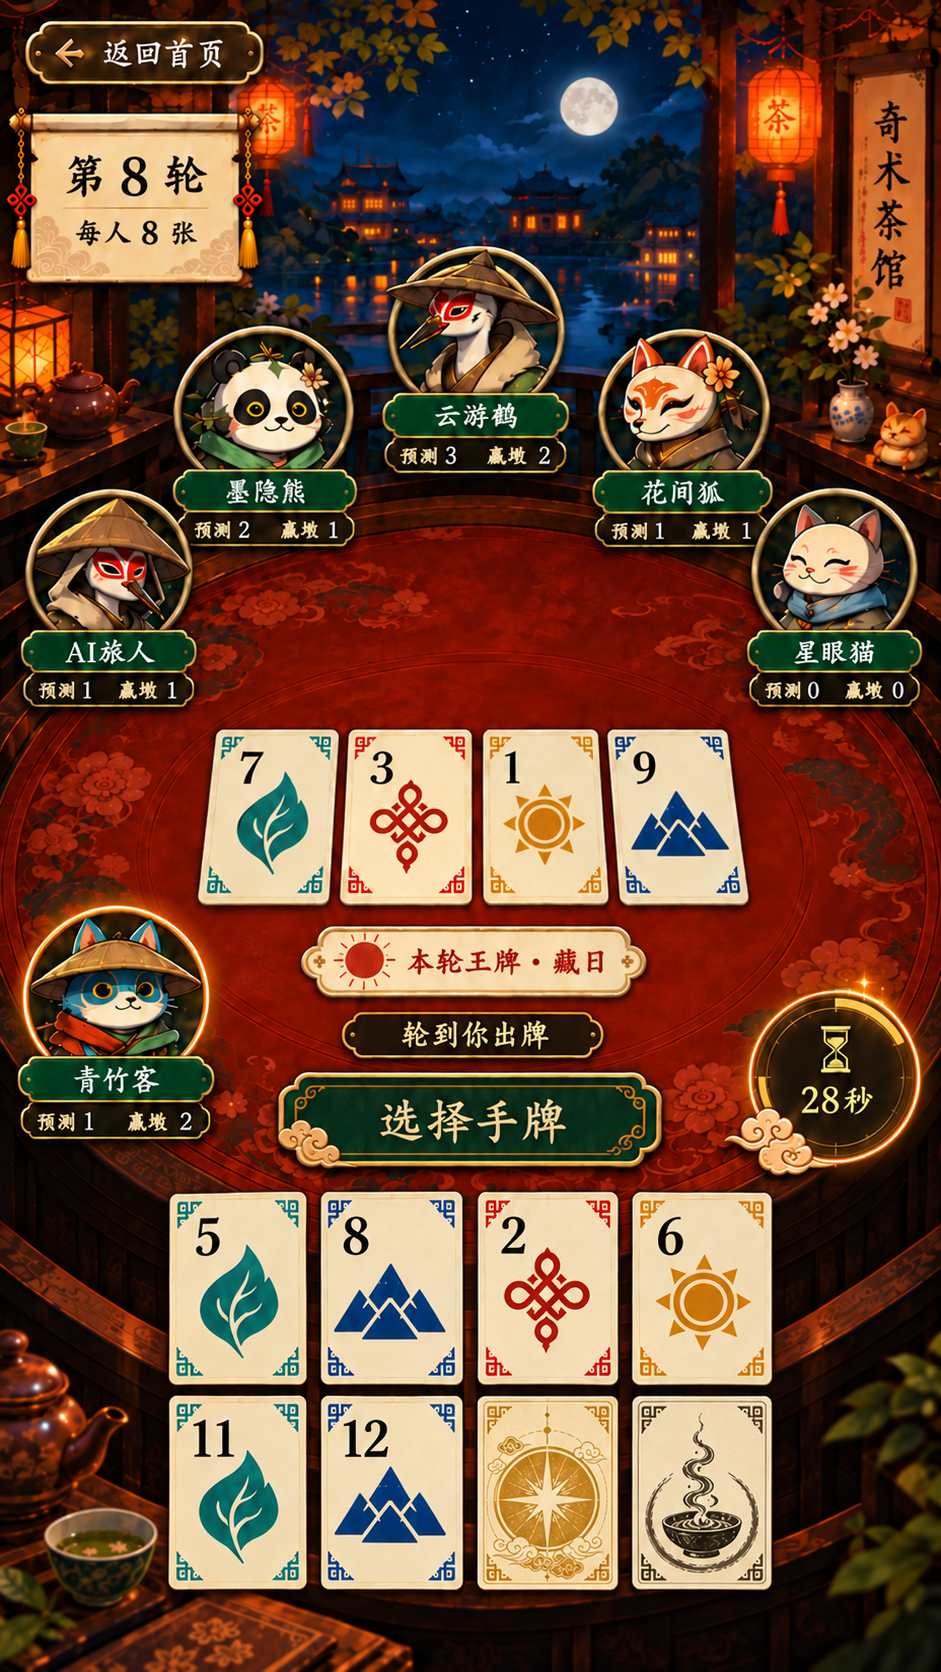 返回首页
第 8 轮
每人 8 张
茶
茶
奇术茶馆
云游鹤
预测 3 赢墩 2
墨隐熊
预测 2 赢墩 1
花间狐
预测 1 赢墩 1
AI旅人
预测 1 赢墩 1
星眼猫
预测 0 赢墩 0
7
3
1
9
本轮王牌·藏日
轮到你出牌
青竹客
预测 1 赢墩 2
28秒
选择手牌
5
8
2
6
11
12